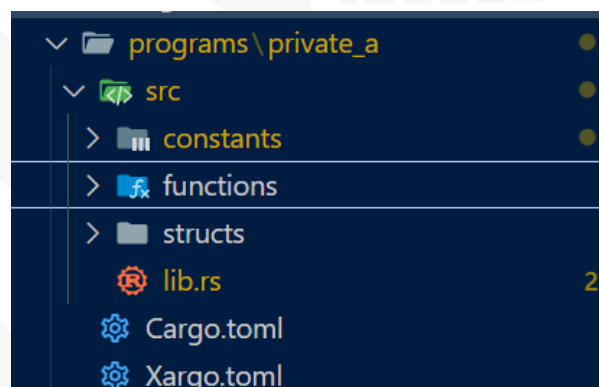 programs\private_a
src
constants
functions
structs
lib.rs 2
Cargo.toml
Xargo.toml